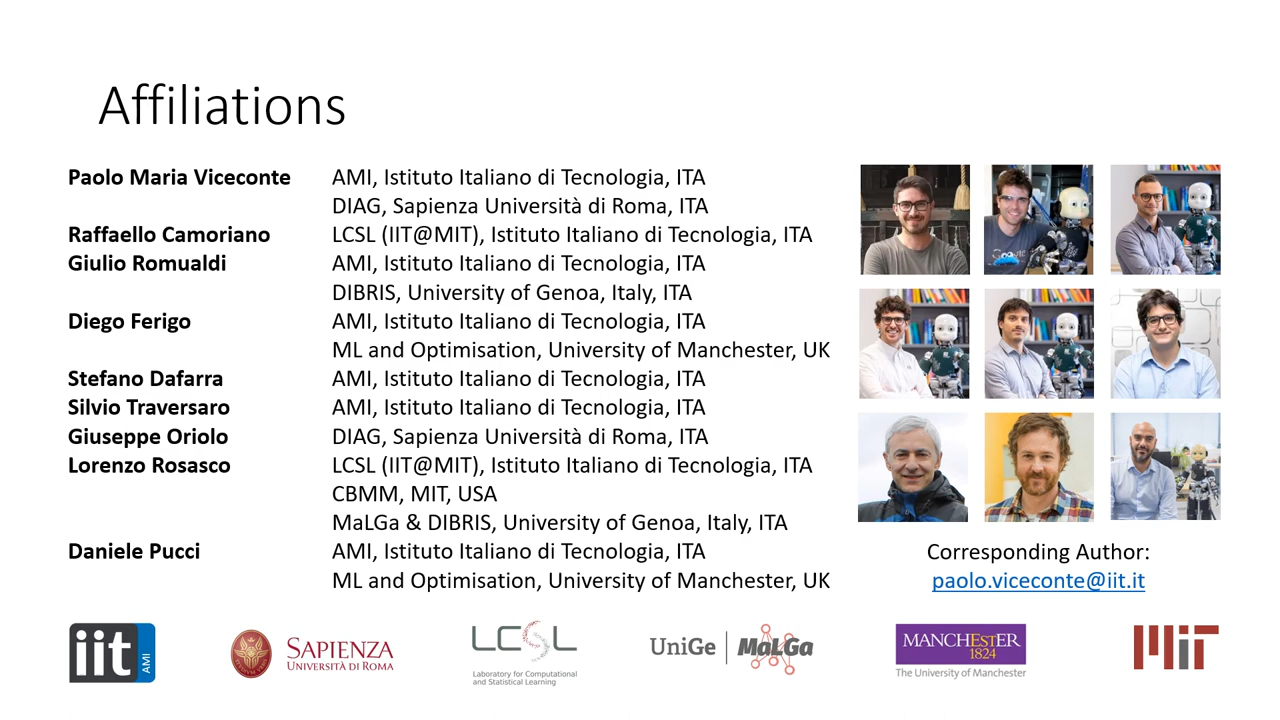 Affiliations
Paolo Maria Viceconte AMI, Istituto Italiano di Tecnologia, ITA
DIAG, Sapienza Università di Roma, ITA
Raffaello Camoriano LCSL (IIT@MIT), Istituto Italiano di Tecnologia, ITA
Giulio Romualdi AMI, Istituto Italiano di Tecnologia, ITA
DIBRIS, University of Genoa, Italy, ITA
Diego Ferigo AMI, Istituto Italiano di Tecnologia, ITA
ML and Optimisation, University of Manchester, UK
Stefano Dafarra AMI, Istituto Italiano di Tecnologia, ITA
Silvio Traversaro AMI, Istituto Italiano di Tecnologia, ITA
Giuseppe Oriolo DIAG, Sapienza Università di Roma, ITA
Lorenzo Rosasco LCSL (IIT@MIT), Istituto Italiano di Tecnologia, ITA
CBMM, MIT, USA
MaLGa & DIBRIS, University of Genoa, Italy, ITA
Daniele Pucci AMI, Istituto Italiano di Tecnologia, ITA
ML and Optimisation, University of Manchester, UK
Corresponding Author:
paolo.viceconte@iit.it
iit AMI
SAPIENZA
UNIVERSITÀ DI ROMA
LCSL
Laboratory for Computational
and Statistical Learning
UniGe MaLGa
MANCHESTER
1824
The University of Manchester
MIT